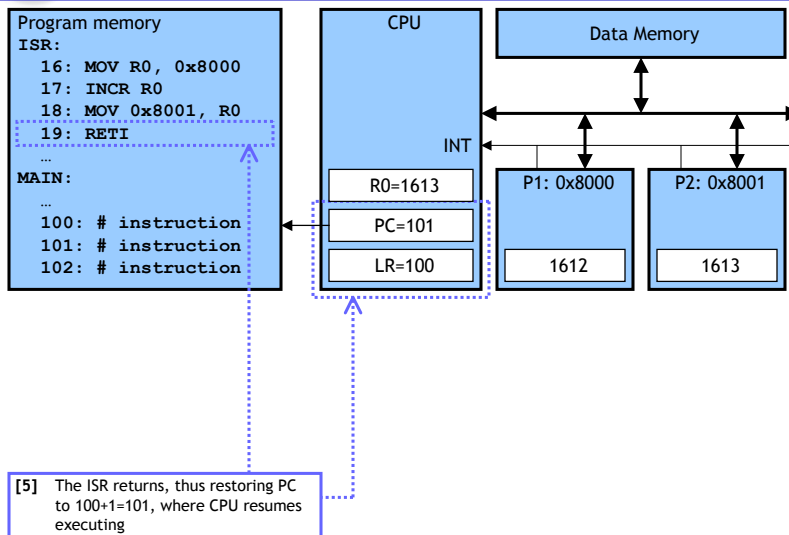 Program memory
ISR:
16: MOV R0, 0x8000
17: INCR R0
18: MOV 0x8001, R0
19: RETI
…
MAIN:
…
100: # instruction
101: # instruction
102: # instruction
CPU
INT
R0=1613
PC=101
LR=100
Data Memory
P1: 0x8000
1612
P2: 0x8001
1613
[5] The ISR returns, thus restoring PC
to 100+1=101, where CPU resumes
executing